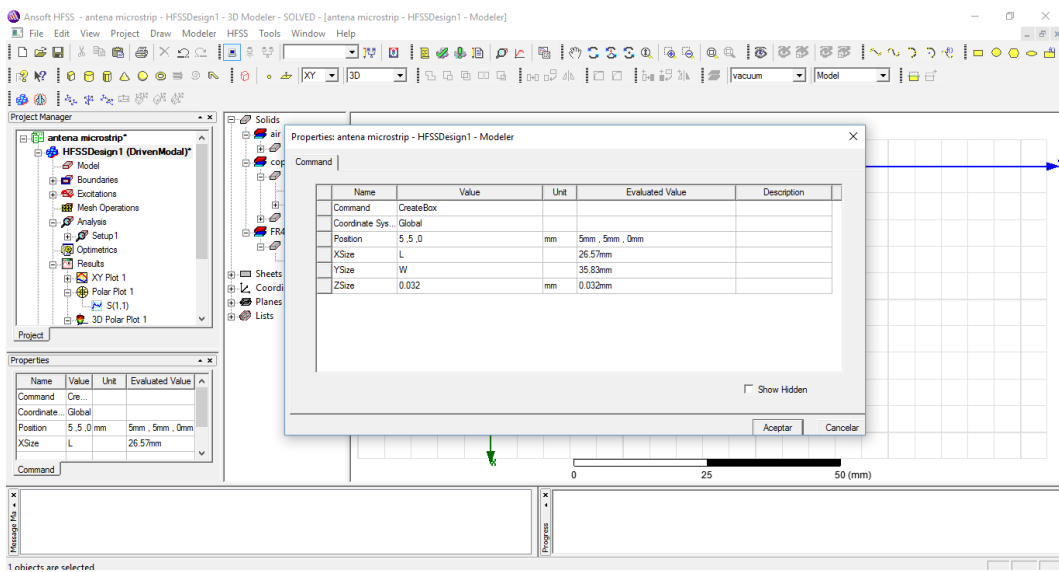 Ansoft HFSS - antena microstrip - HFSSDesign1 - 3D Modeler - SOLVED - [antena microstrip - HFSSDesign1 - Modeler]
File Edit View Project Draw Modeler HFSS Tools Window Help
XY 3D vacuum Model
Project Manager
antena microstrip*
HFSSDesign1 (DrivenModal)*
Model
Boundaries
Excitations
Mesh Operations
Analysis
Setup1
Optimetrics
Results
XY Plot 1
Polar Plot 1
S(1,1)
3D Polar Plot 1
Project
Solids
air
cop
FR4
Sheets
Coordi
Planes
Lists
Properties: antena microstrip - HFSSDesign1 - Modeler
Command
Name Value Unit Evaluated Value Description
Command CreateBox
Coordinate Sys... Global
Position 5 ,5 ,0 mm 5mm , 5mm , 0mm
XSize L 26.57mm
YSize W 35.83mm
ZSize 0.032 mm 0.032mm
Show Hidden
Aceptar Cancelar
Properties
Name Value Unit Evaluated Value
Command Cre...
Coordinate... Global
Position 5 ,5 ,0 mm 5mm , 5mm , 0mm
XSize L 26.57mm
Command
0 25 50 (mm)
Message Ma
Progress
1 objects are selected